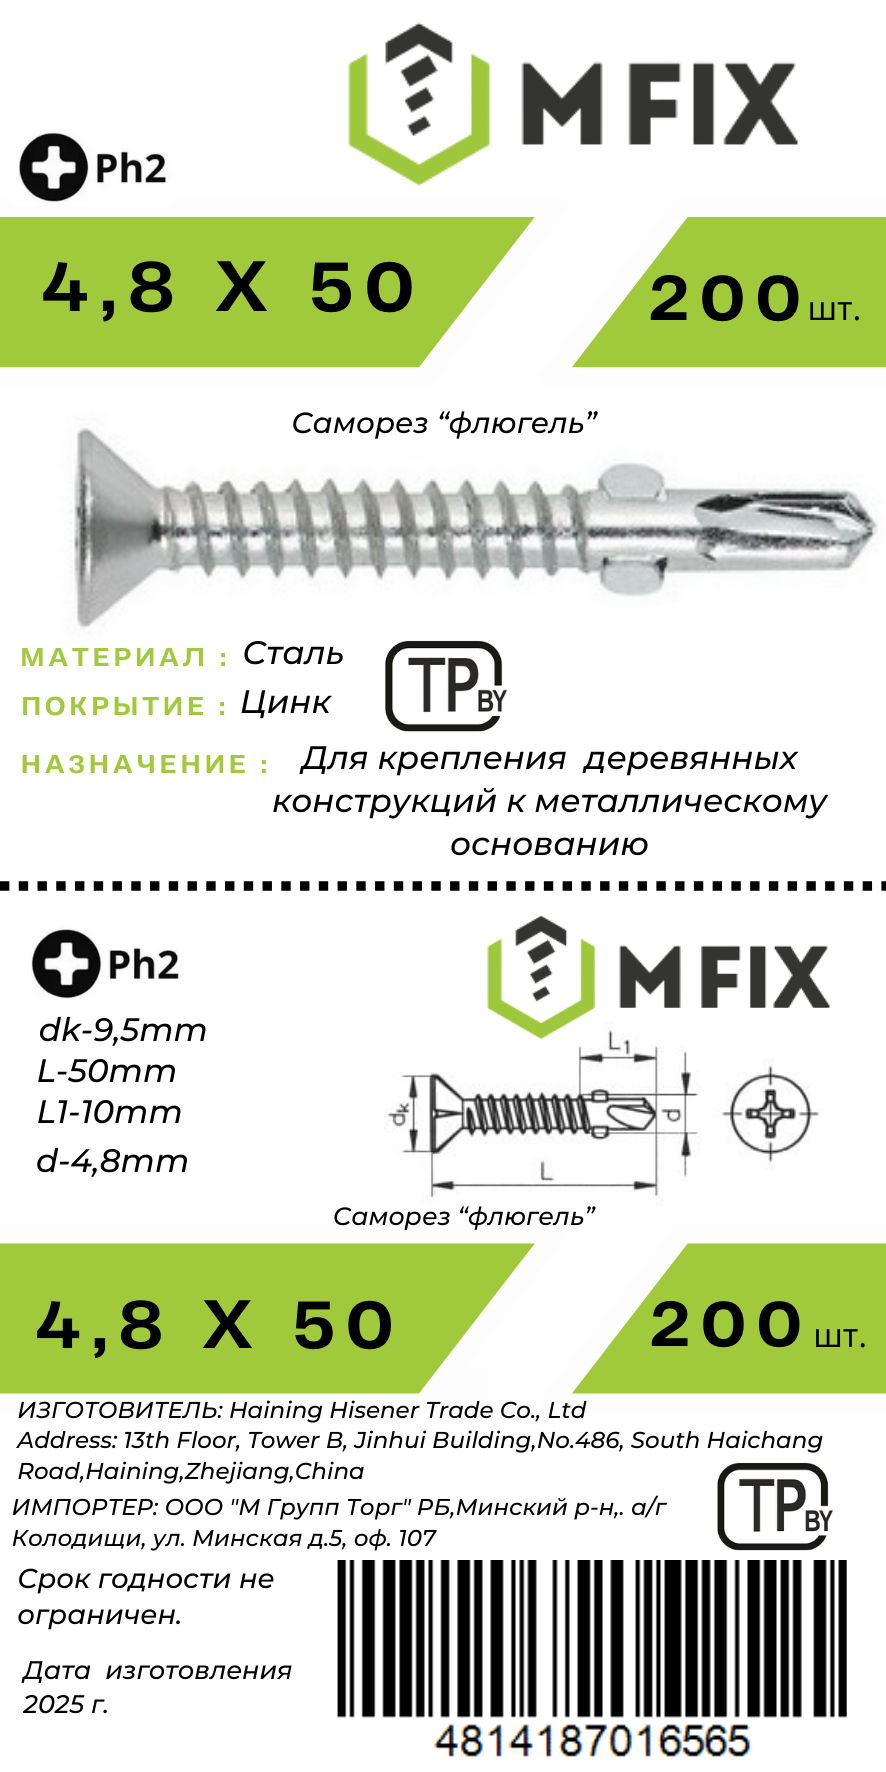 MFIX
Ph2
4,8 X 50
200 шт.
Саморез “флюгель”
МАТЕРИАЛ : Сталь
ПОКРЫТИЕ : Цинк
ТР BY
НАЗНАЧЕНИЕ : Для крепления деревянных
конструкций к металлическому
основанию
Ph2
MFIX
dk-9,5mm
L-50mm
L1-10mm
d-4,8mm
L1
dk
d
L
Саморез “флюгель”
4,8 X 50
200 шт.
ИЗГОТОВИТЕЛЬ: Haining Hisener Trade Co., Ltd
Address: 13th Floor, Tower B, Jinhui Building,No.486, South Haichang
Road,Haining,Zhejiang,China
ИМПОРТЕР: ООО "М Групп Торг" РБ,Минский р-н,. а/г
Колодищи, ул. Минская д.5, оф. 107
ТР BY
Срок годности не
ограничен.
Дата изготовления
2025 г.
4814187016565